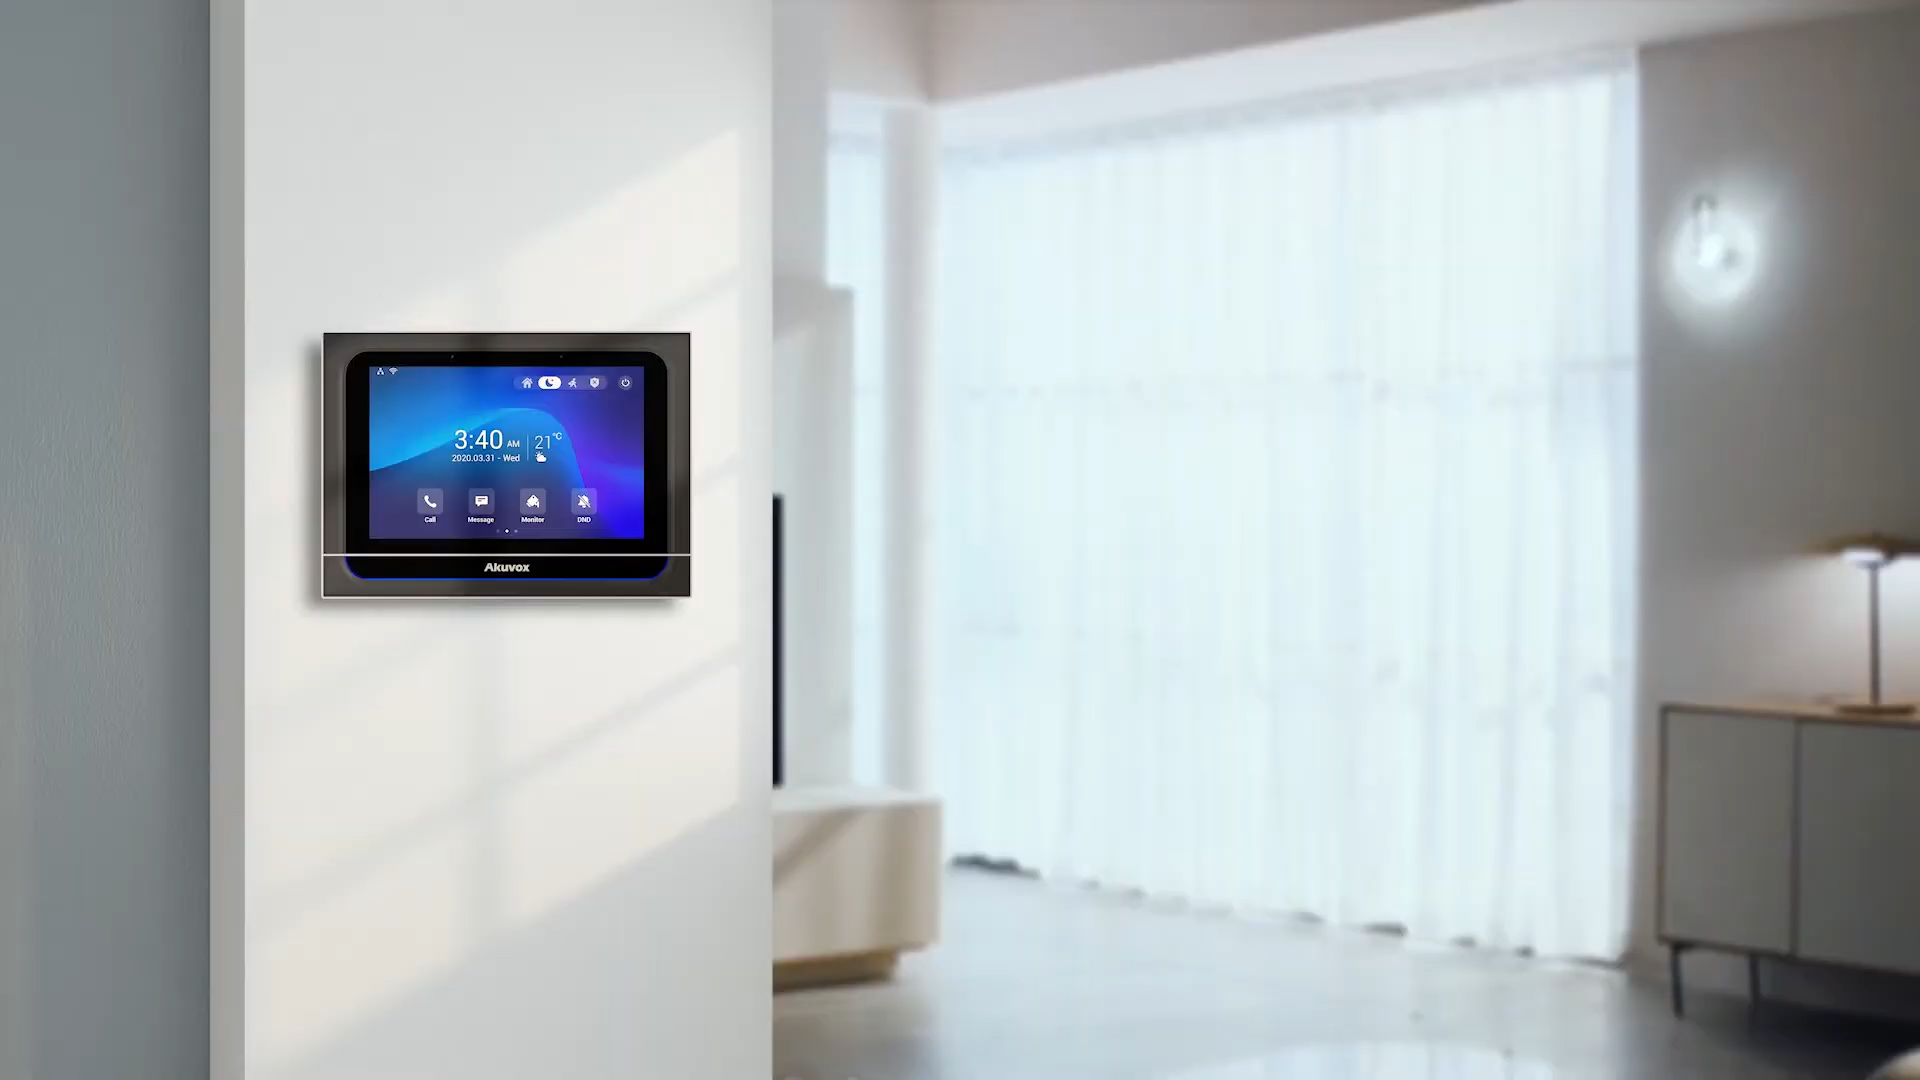 3:40 AM
21°C
2020.03.31 - Wed
Call
Message
Monitor
DND
Akuvox